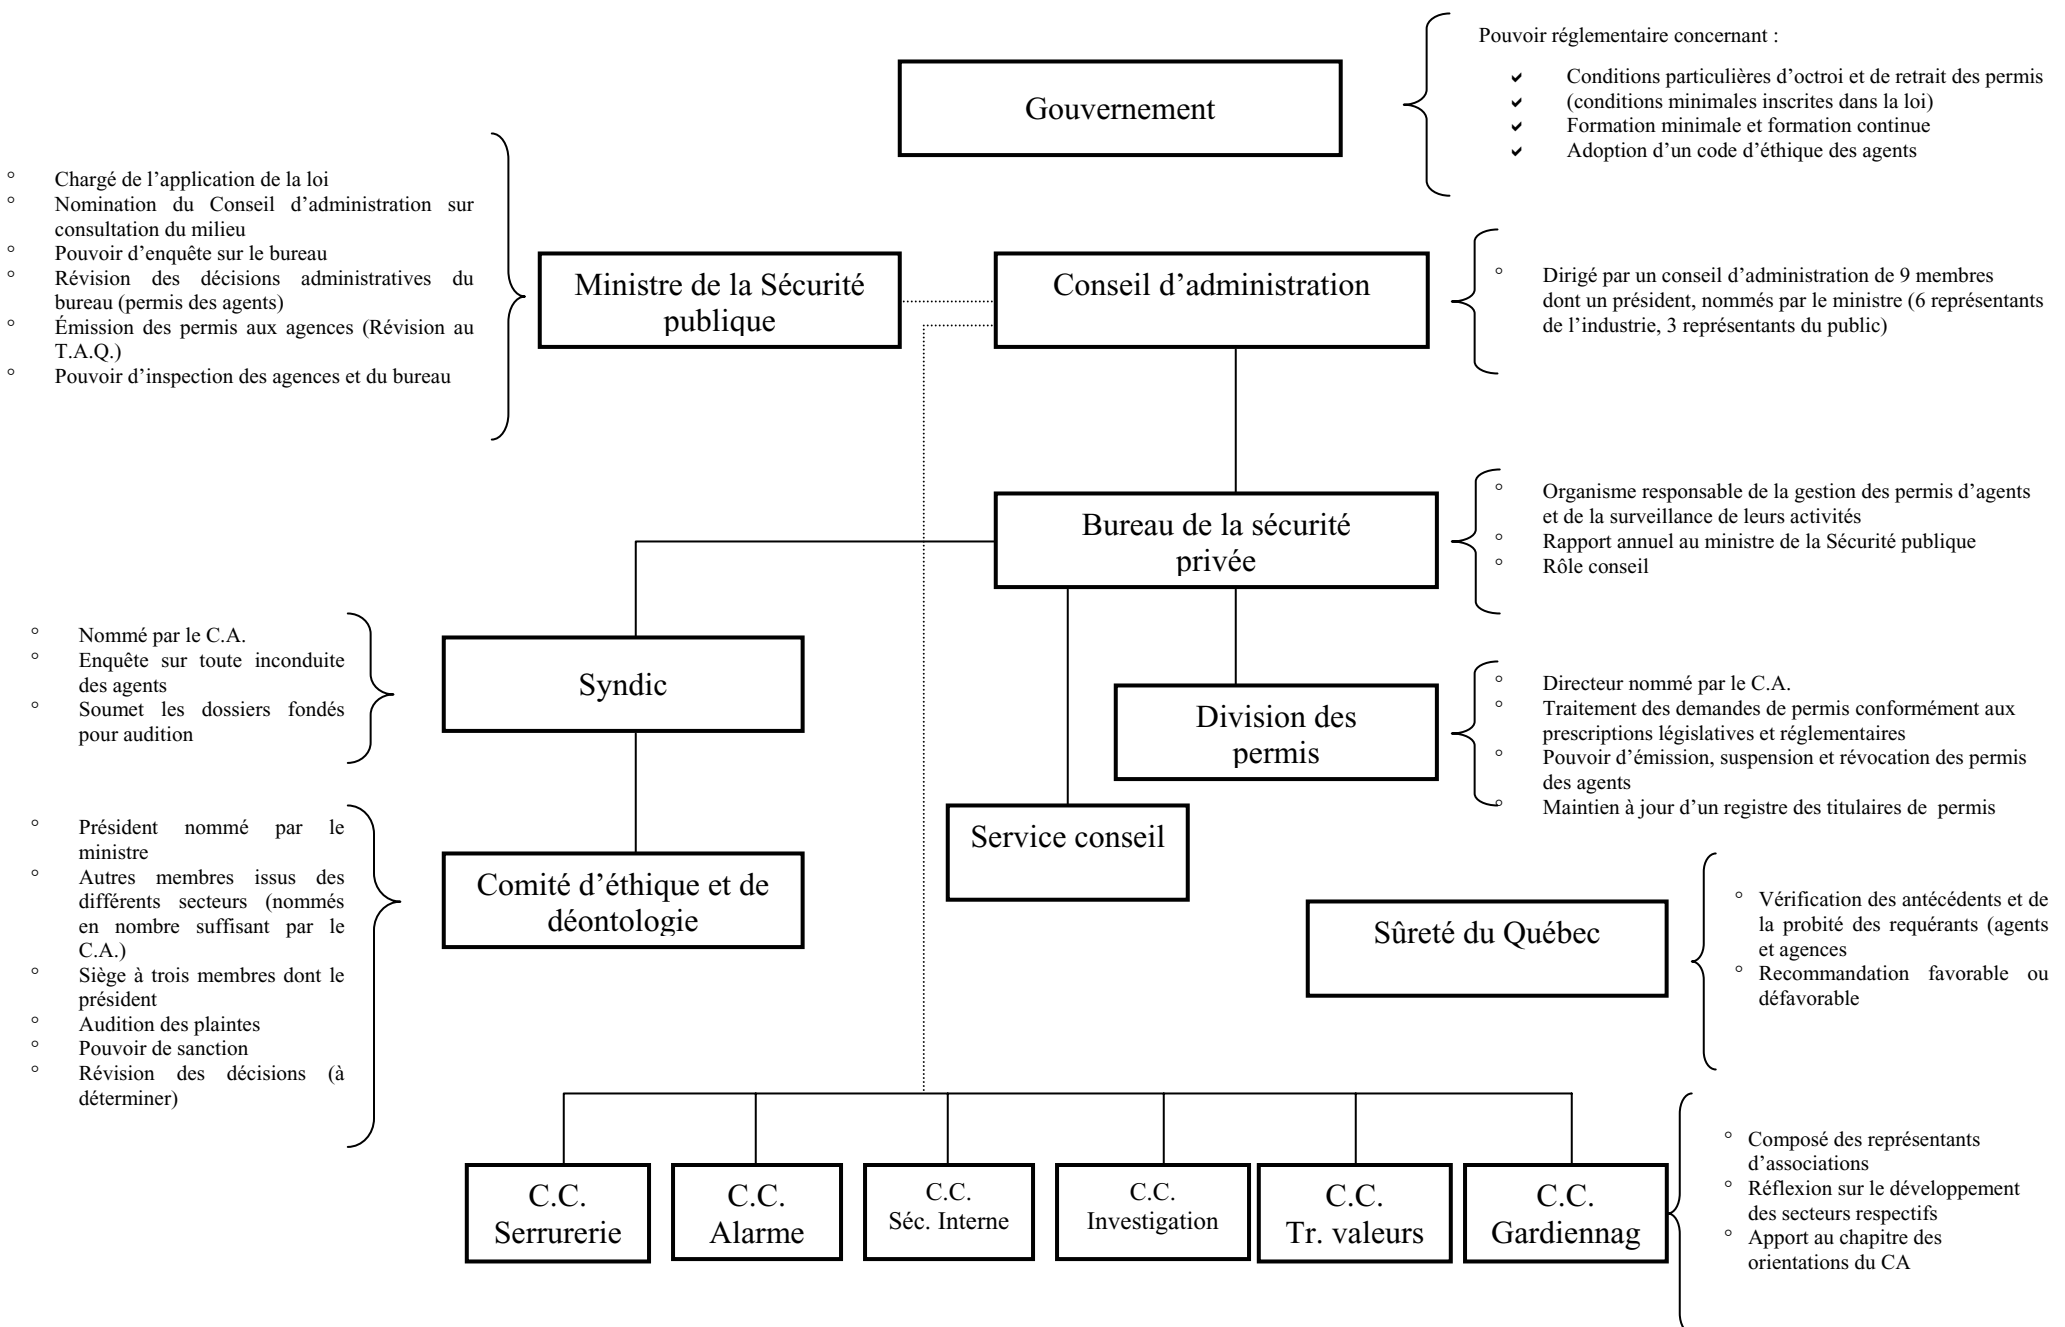 Pouvoir réglementaire concernant :
✓ Conditions particulières d’octroi et de retrait des permis
✓ (conditions minimales inscrites dans la loi)
✓ Formation minimale et formation continue
✓ Adoption d’un code d’éthique des agents
Gouvernement
° Chargé de l’application de la loi
° Nomination du Conseil d’administration sur
consultation du milieu
° Pouvoir d’enquête sur le bureau
° Révision des décisions administratives du
bureau (permis des agents)
° Émission des permis aux agences (Révision au
T.A.Q.)
° Pouvoir d’inspection des agences et du bureau
Ministre de la Sécurité
publique
Conseil d’administration
° Dirigé par un conseil d’administration de 9 membres
dont un président, nommés par le ministre (6 représentants
de l’industrie, 3 représentants du public)
Bureau de la sécurité
privée
° Organisme responsable de la gestion des permis d’agents
et de la surveillance de leurs activités
° Rapport annuel au ministre de la Sécurité publique
° Rôle conseil
° Nommé par le C.A.
° Enquête sur toute inconduite
des agents
° Soumet les dossiers fondés
pour audition
Syndic
Division des
permis
° Directeur nommé par le C.A.
° Traitement des demandes de permis conformément aux
prescriptions législatives et réglementaires
° Pouvoir d’émission, suspension et révocation des permis
des agents
° Maintien à jour d’un registre des titulaires de permis
Service conseil
° Président nommé par le
ministre
° Autres membres issus des
différents secteurs (nommés
en nombre suffisant par le
C.A.)
° Siège à trois membres dont le
président
° Audition des plaintes
° Pouvoir de sanction
° Révision des décisions (à
déterminer)
Comité d’éthique et de
déontologie
Sûreté du Québec
° Vérification des antécédents et de
la probité des requérants (agents
et agences
° Recommandation favorable ou
défavorable
C.C.
Serrurerie
C.C.
Alarme
C.C.
Séc. Interne
C.C.
Investigation
C.C.
Tr. valeurs
C.C.
Gardiennag
° Composé des représentants
d’associations
° Réflexion sur le développement
des secteurs respectifs
° Apport au chapitre des
orientations du CA